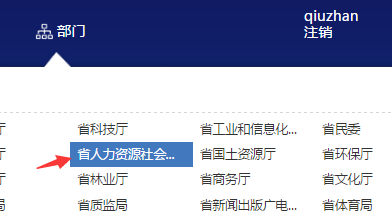 qiuzhan
部门
注销
厅 省科技厅 省工业和信息化... 省民委
省人力资源社会... 省国土资源厅 省环保厅
厅 省林业厅 省商务厅 省文化厅
局 省质监局 省新闻出版广电... 省体育局